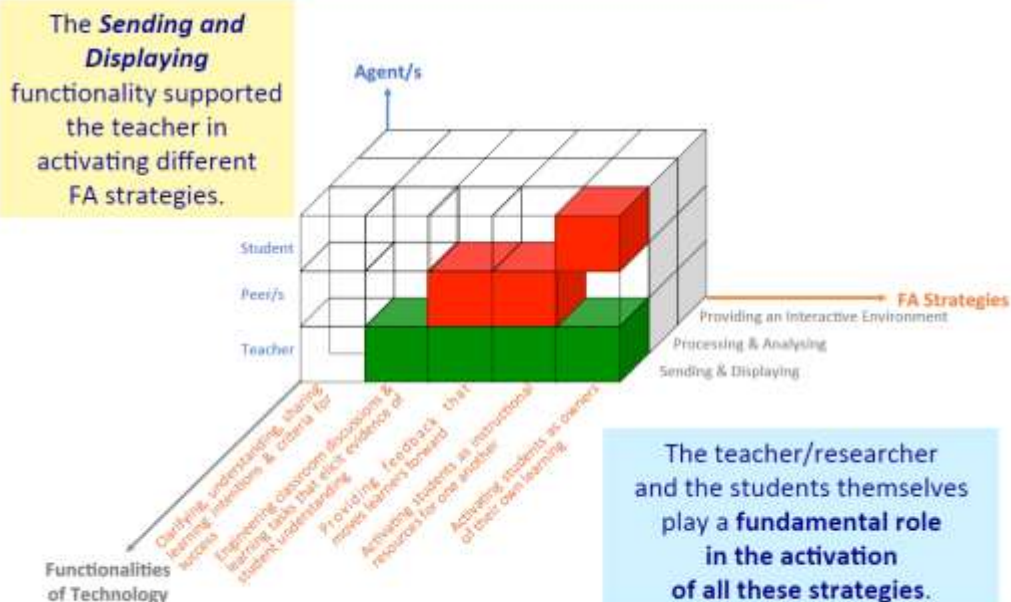 The Sending and
Displaying
functionality supported
the teacher in
activating different
FA strategies.
Agent/s
Student
Peer/s
Teacher
FA Strategies
Providing an Interactive Environment
Processing & Analysing
Sending & Displaying
Clarifying, understanding, sharing
learning intentions & criteria for
success
Engineering classroom discussions &
learning tasks that elicit evidence of
student understanding
Providing feedback that
moves learners forward
Activating students as instructional
resources for one another
Activating students as owners
of their own learning
Functionalities
of Technology
The teacher/researcher
and the students themselves
play a fundamental role
in the activation
of all these strategies.